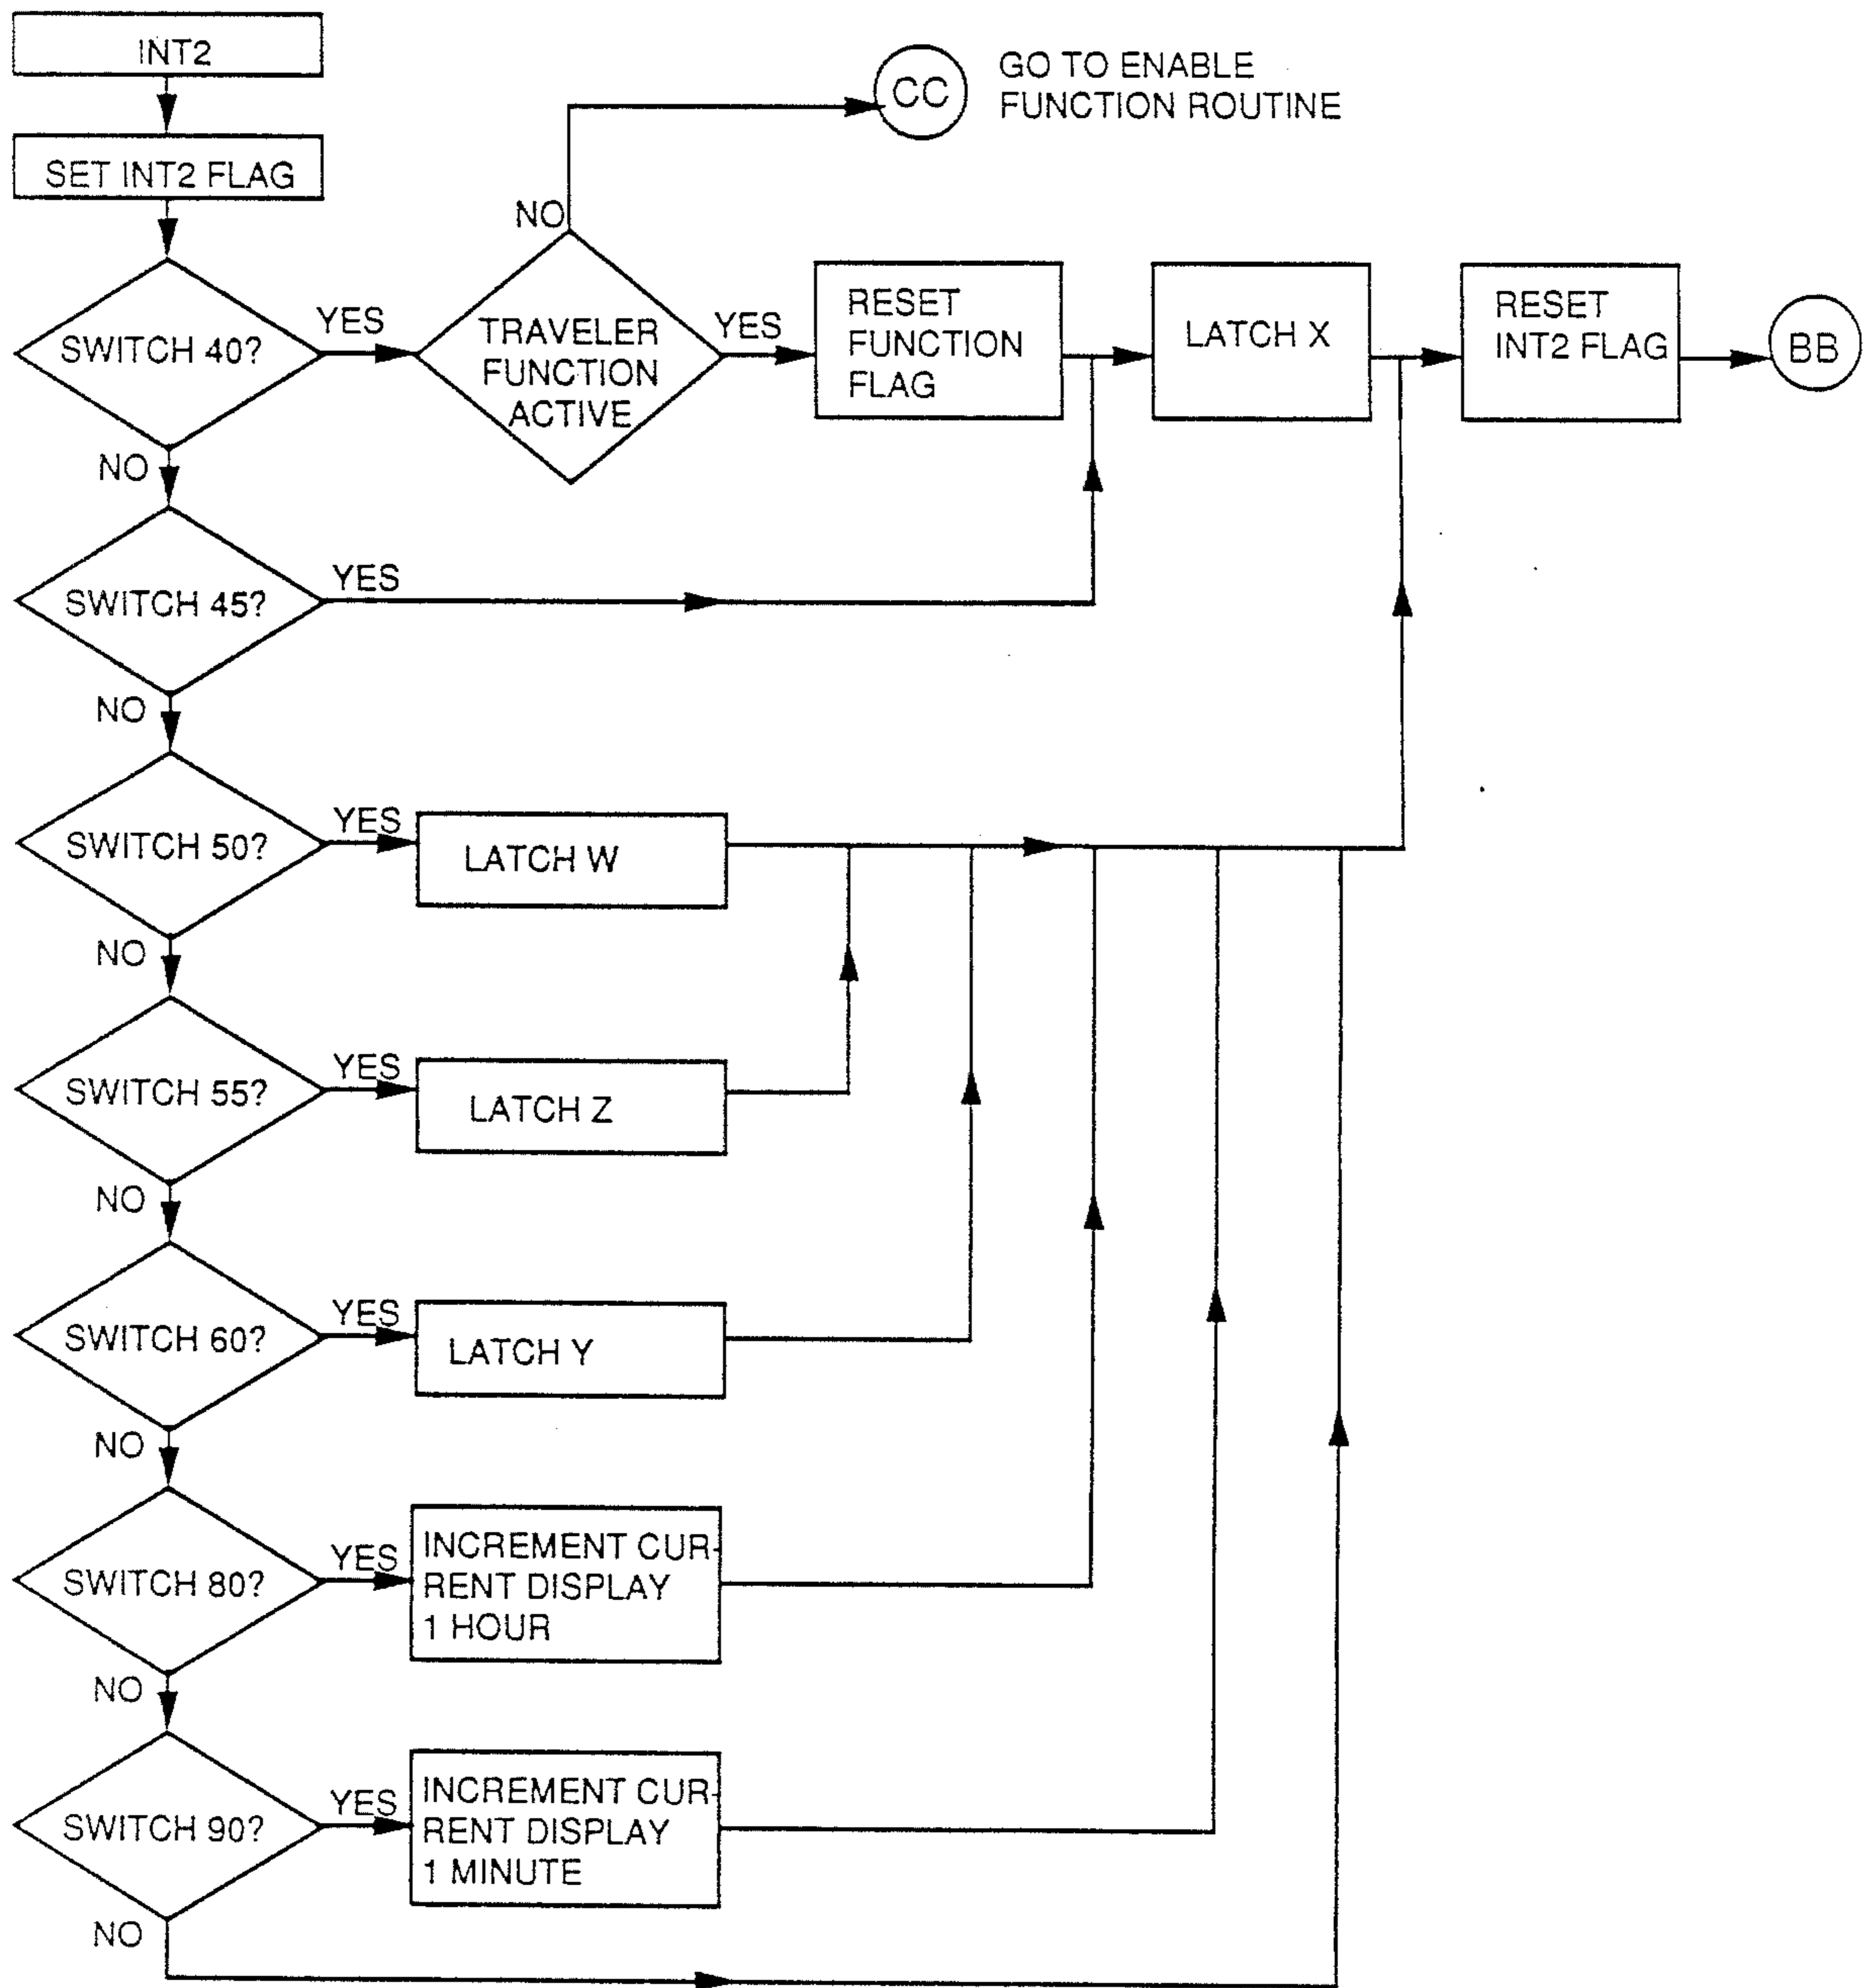 INT2
SET INT2 FLAG
CC
GO TO ENABLE
FUNCTION ROUTINE
NO
SWITCH 40?
YES
TRAVELER
FUNCTION
ACTIVE
YES
RESET
FUNCTION
FLAG
LATCH X
RESET
INT2 FLAG
BB
NO
SWITCH 45?
YES
NO
SWITCH 50?
YES
LATCH W
NO
SWITCH 55?
YES
LATCH Z
NO
SWITCH 60?
YES
LATCH Y
NO
SWITCH 80?
YES
INCREMENT CUR-
RENT DISPLAY
1 HOUR
NO
SWITCH 90?
YES
INCREMENT CUR-
RENT DISPLAY
1 MINUTE
NO